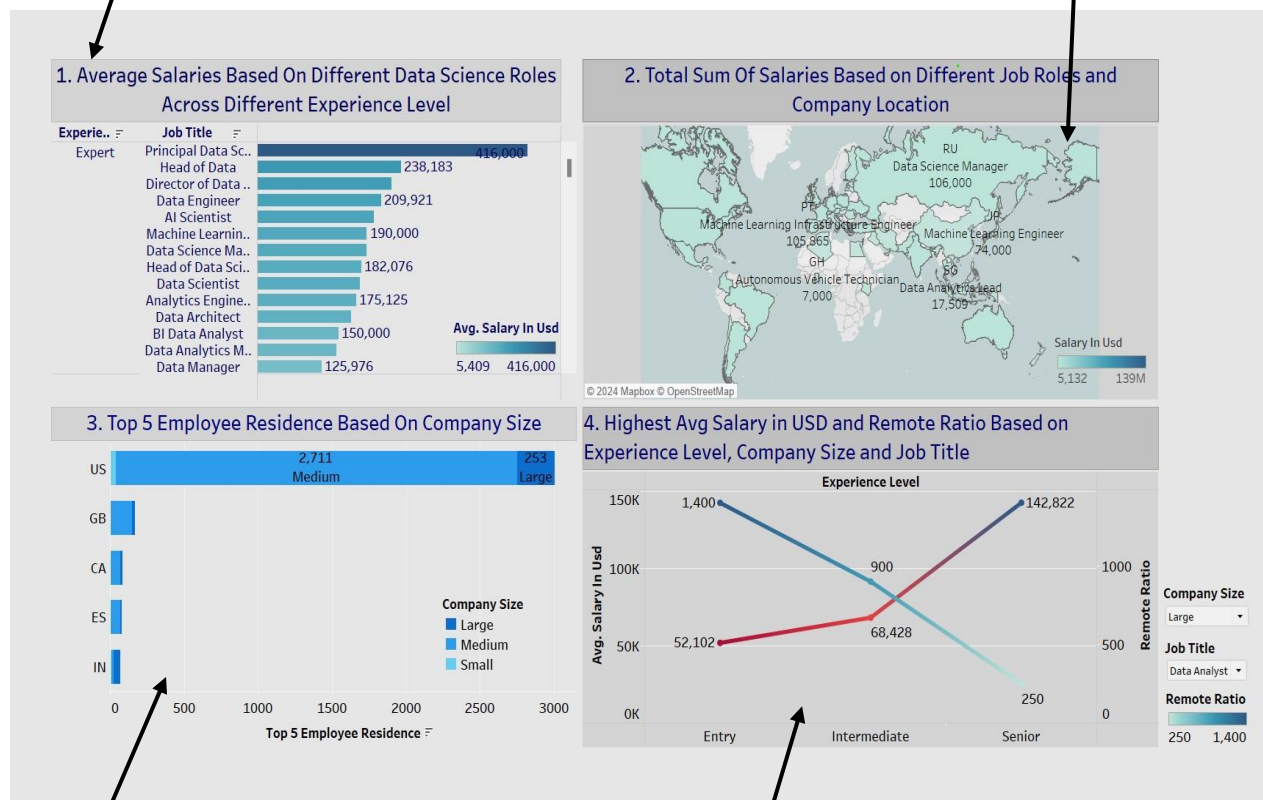 1. Average Salaries Based On Different Data Science Roles
Across Different Experience Level
Experie..
Job Title
Expert
Principal Data Sc..
416,000
Head of Data
238,183
Director of Data ..
Data Engineer
209,921
AI Scientist
Machine Learnin..
190,000
Data Science Ma..
Head of Data Sci..
182,076
Data Scientist
Analytics Engine..
175,125
Data Architect
BI Data Analyst
150,000
Data Analytics M..
Data Manager
125,976
Avg. Salary In Usd
5,409 416,000
2. Total Sum Of Salaries Based on Different Job Roles and
Company Location
RU
Data Science Manager
106,000
PT
Machine Learning Infrastructure Engineer
105,865
JP
Machine Learning Engineer
74,000
GH
Autonomous Vehicle Technician
7,000
SG
Data Analytics Lead
17,509
Salary In Usd
5,132 139M
© 2024 Mapbox © OpenStreetMap
3. Top 5 Employee Residence Based On Company Size
US
2,711
Medium
253
Large
GB
CA
ES
IN
Company Size
Large
Medium
Small
0 500 1000 1500 2000 2500 3000
Top 5 Employee Residence
4. Highest Avg Salary in USD and Remote Ratio Based on
Experience Level, Company Size and Job Title
Experience Level
Avg. Salary In Usd
150K
100K
50K
0K
1,400
900
250
52,102
68,428
142,822
1000
500
0
Remote Ratio
Entry Intermediate Senior
Company Size
Large
Job Title
Data Analyst
Remote Ratio
250 1,400